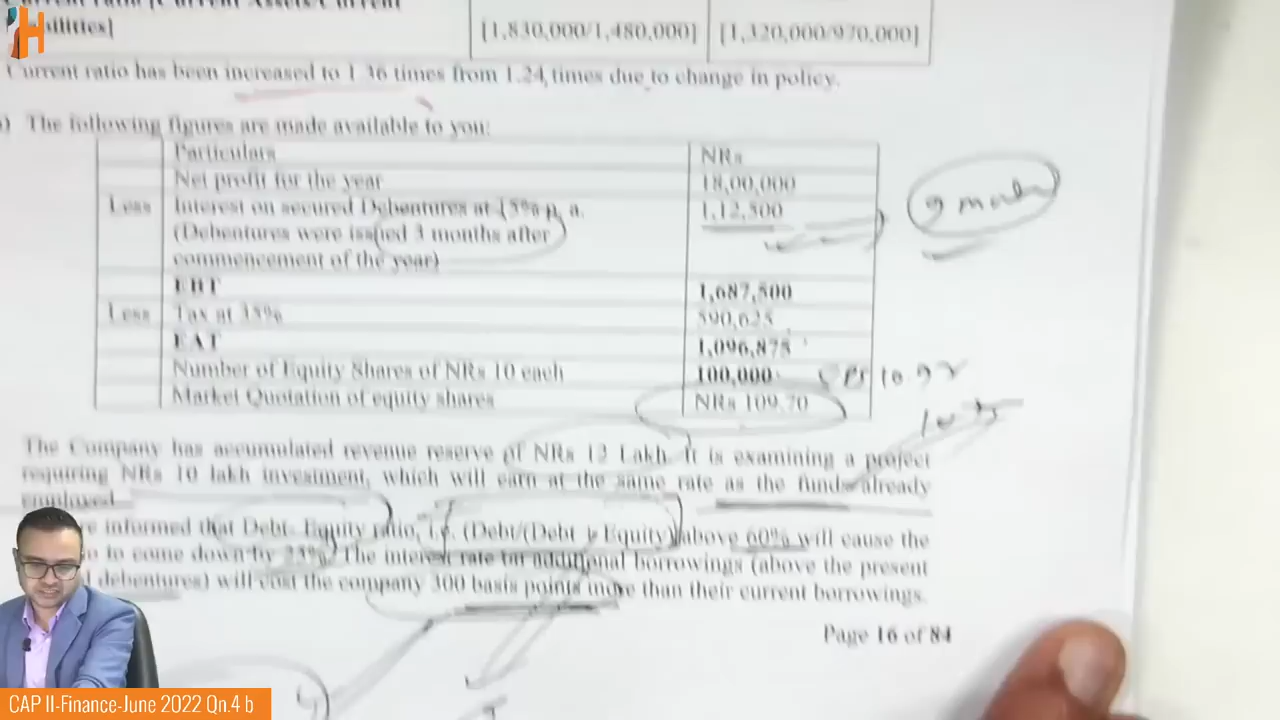 [1,830,000/1,480,000] [1,320,000/970,000]
Current ratio has been increased to 1.36 times from 1.24 times due to change in policy.
The following figures are made available to you:
Particulars NRs
Net profit for the year 18,00,000
Less Interest on secured Debentures at 15% p. a. 1,12,500
(Debentures were issued 3 months after
commencement of the year)
9 months
EBT 1,687,500
Less Tax at 35% 590,625
EAT 1,096,875
Number of Equity Shares of NRs 10 each 100,000
Market Quotation of equity shares NRs 109.70
The Company has accumulated revenue reserve of NRs 12 Lakh. It is examining a project
requiring NRs 10 lakh investment, which will earn at the same rate as the funds already
employed.
informed that Debt- Equity ratio, i.e. (Debt/(Debt + Equity) above 60% will cause the
to come down by 25%. The interest rate on additional borrowings (above the present
debentures) will cost the company 300 basis points more than their current borrowings.
Page 16 of 84
CAP II-Finance-June 2022 Qn.4 b